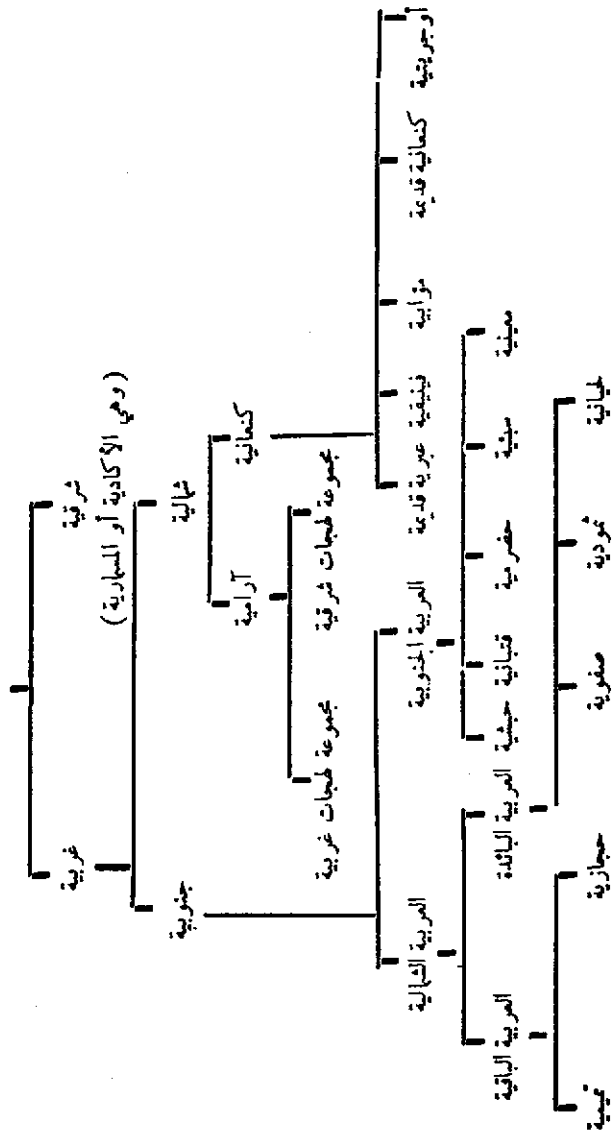 شرقية
غربية
(وهي الأكادية أو المسمارية)
شمالية
جنوبية
كنعانية
آرامية
مجموعة لهجات شرقية
مجموعة لهجات غربية
أوجريتية
كنعانية قديمة
مؤابية
فينيقية
عبرية قديمة
العربية الجنوبية
العربية الشمالية
معينية
سبئية
حضرمية
قتبانية
حبشية
العربية البائدة
العربية الباقية
لحيانية
ثمودية
صفوية
حجازية
تميمية